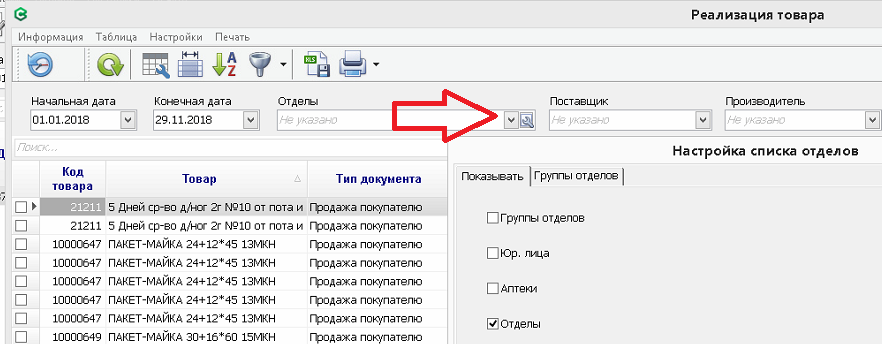 Реализация товара
Информация Таблица Настройки Печать
A
Z
XLS
Начальная дата Конечная дата Отделы Поставщик Производитель
01.01.2018 29.11.2018 Не указано Не указано Не указано
Поиск...
Настройка списка отделов
Код товара Товар Тип документа
Показывать Группы отделов
21211 5 Дней ср-во д/ног 2г №10 от пота и Продажа покупателю
Группы отделов
21211 5 Дней ср-во д/ног 2г №10 от пота и Продажа покупателю
10000647 ПАКЕТ-МАЙКА 24+12*45 13МКН Продажа покупателю
Юр. лица
10000647 ПАКЕТ-МАЙКА 24+12*45 13МКН Продажа покупателю
10000647 ПАКЕТ-МАЙКА 24+12*45 13МКН Продажа покупателю
Аптеки
10000647 ПАКЕТ-МАЙКА 24+12*45 13МКН Продажа покупателю
10000647 ПАКЕТ-МАЙКА 24+12*45 13МКН Продажа покупателю
Отделы
10000649 ПАКЕТ-МАЙКА 30+16*60 15МКН Продажа покупателю